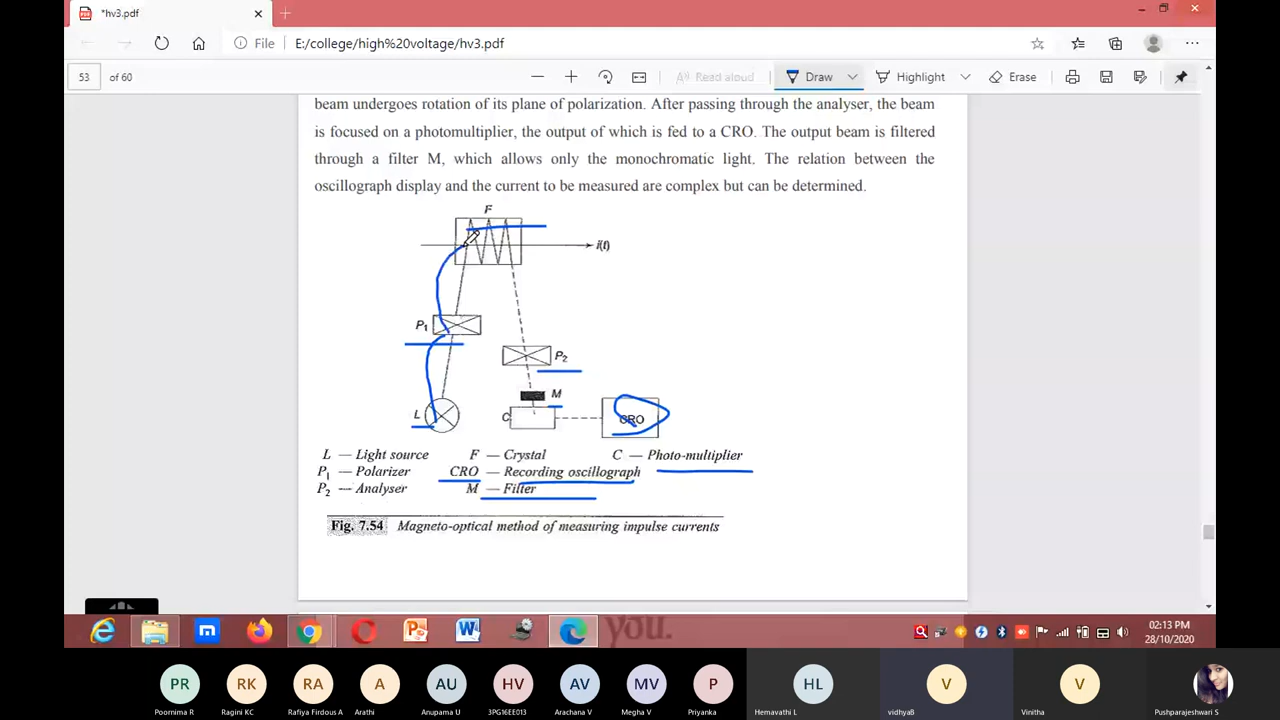 *hv3.pdf
File E:/college/high%20voltage/hv3.pdf
53 of 60 Read aloud Draw Highlight Erase
beam undergoes rotation of its plane of polarization. After passing through the analyser, the beam
is focused on a photomultiplier, the output of which is fed to a CRO. The output beam is filtered
through a filter M, which allows only the monochromatic light. The relation between the
oscillograph display and the current to be measured are complex but can be determined.
F
i(t)
P1
P2
M
L C CRO
L — Light source F — Crystal C — Photo-multiplier
P1 — Polarizer CRO — Recording oscillograph
P2 — Analyser M — Filter
Fig. 7.54 Magneto-optical method of measuring impulse currents
you.
02:13 PM
28/10/2020
PR RK RA A AU HV AV MV P HL V V
Poornima R Ragini KC Rafiya Firdous A Arathi Anupama U 3PG16EE013 Arachana V Megha V Priyanka Hemavathi L vidhyaB Vinitha Pushparajeshwari S